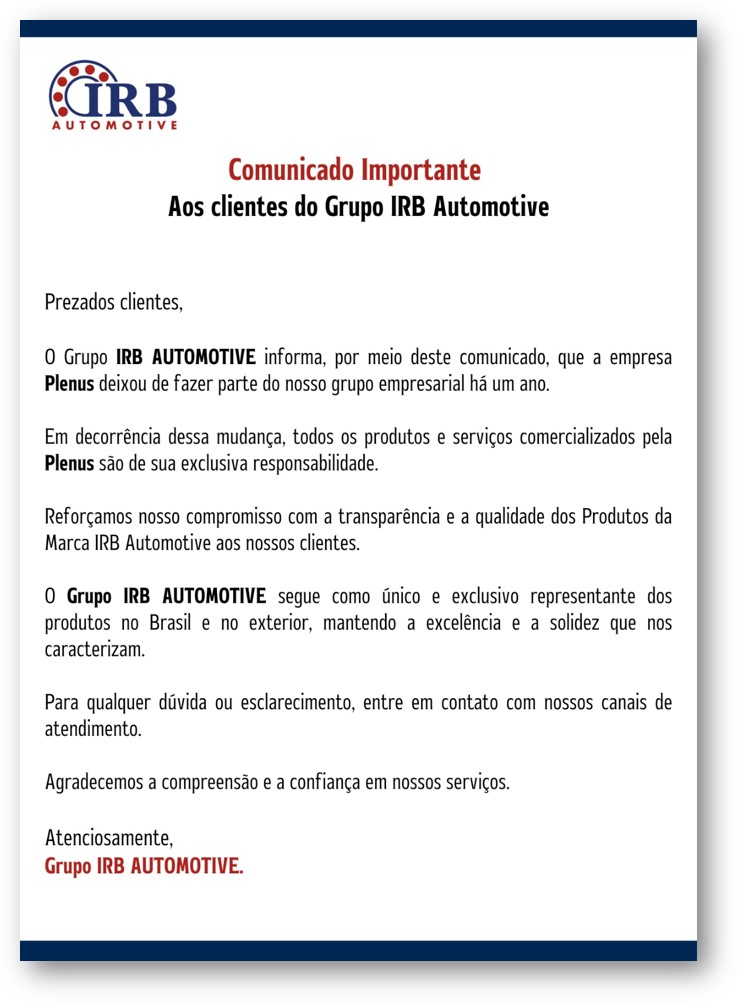 IRB
AUTOMOTIVE
Comunicado Importante
Aos clientes do Grupo IRB Automotive
Prezados clientes,
O Grupo IRB AUTOMOTIVE informa, por meio deste comunicado, que a empresa
Plenus deixou de fazer parte do nosso grupo empresarial há um ano.
Em decorrência dessa mudança, todos os produtos e serviços comercializados pela
Plenus são de sua exclusiva responsabilidade.
Reforçamos nosso compromisso com a transparência e a qualidade dos Produtos da
Marca IRB Automotive aos nossos clientes.
O Grupo IRB AUTOMOTIVE segue como único e exclusivo representante dos
produtos no Brasil e no exterior, mantendo a excelência e a solidez que nos
caracterizam.
Para qualquer dúvida ou esclarecimento, entre em contato com nossos canais de
atendimento.
Agradecemos a compreensão e a confiança em nossos serviços.
Atenciosamente,
Grupo IRB AUTOMOTIVE.